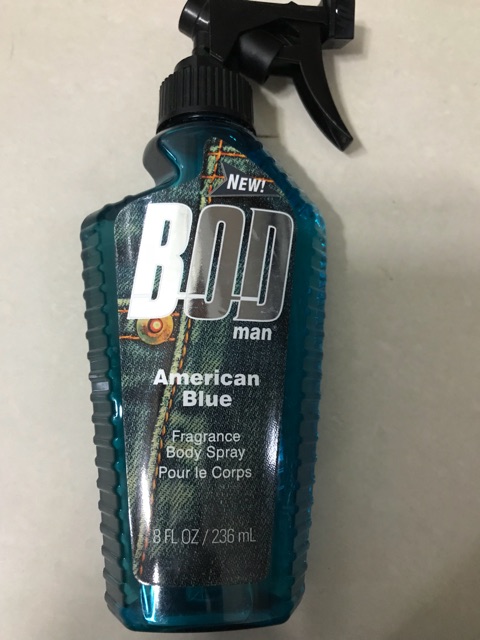 NEW!
BOD
man®
American
Blue
Fragrance
Body Spray
Pour le Corps
8 FL OZ / 236 mL